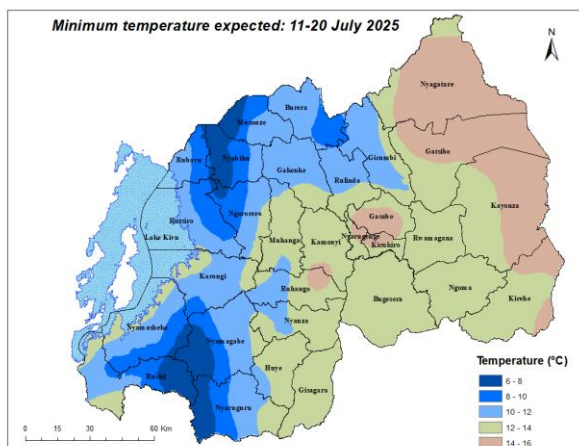 Minimum temperature expected: 11-20 July 2025
N
Nyagatare
Burera
Musanze
Gatsibo
Nyabihu
Gicumbi
Rubavu
Gakenke
Rulindo
Kayonza
Ngororero
Rutsiro
Gasabo
Lake Kivu
Muhanga
Kamonyi
Nyarugenge
Rwamagana
Kicukiro
Karongi
Ruhango
Bugesera
Ngoma
Kirehe
Nyamasheke
Nyanza
Nyamagabe
Huye
Rusizi
Gisagara
Nyaruguru
Temperature (°C)
6 - 8
8 - 10
10 - 12
12 - 14
14 - 16
0 15 30 60 Km